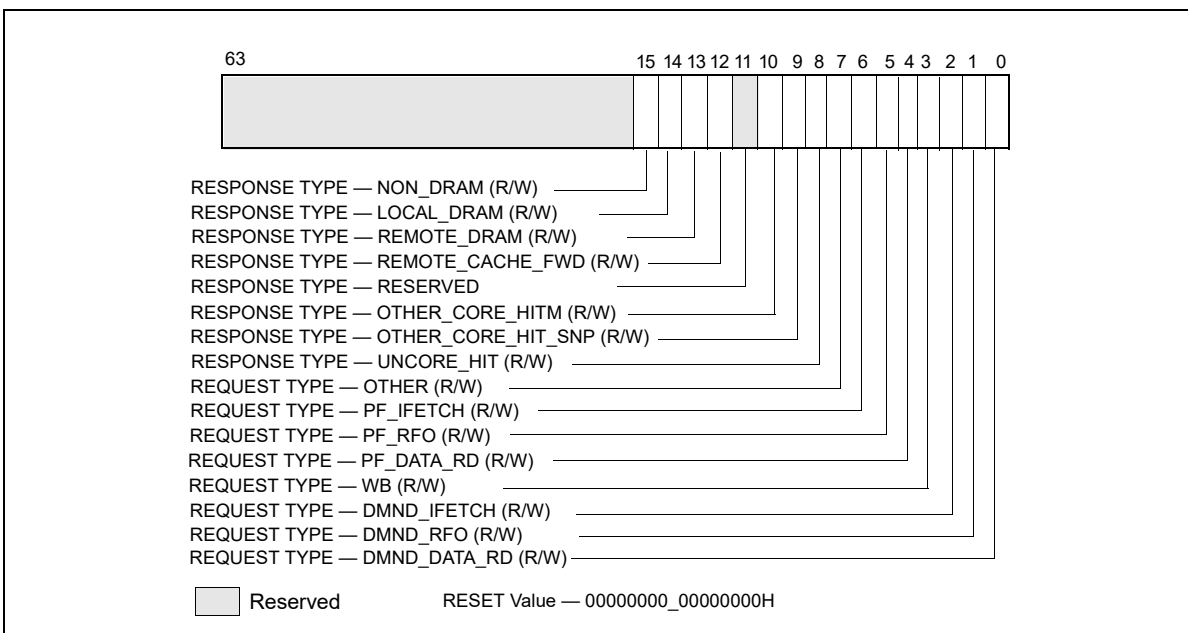 63 15 14 13 12 11 10 9 8 7 6 5 4 3 2 1 0
RESPONSE TYPE — NON_DRAM (R/W)
RESPONSE TYPE — LOCAL_DRAM (R/W)
RESPONSE TYPE — REMOTE_DRAM (R/W)
RESPONSE TYPE — REMOTE_CACHE_FWD (R/W)
RESPONSE TYPE — RESERVED
RESPONSE TYPE — OTHER_CORE_HITM (R/W)
RESPONSE TYPE — OTHER_CORE_HIT_SNP (R/W)
RESPONSE TYPE — UNCORE_HIT (R/W)
REQUEST TYPE — OTHER (R/W)
REQUEST TYPE — PF_IFETCH (R/W)
REQUEST TYPE — PF_RFO (R/W)
REQUEST TYPE — PF_DATA_RD (R/W)
REQUEST TYPE — WB (R/W)
REQUEST TYPE — DMND_IFETCH (R/W)
REQUEST TYPE — DMND_RFO (R/W)
REQUEST TYPE — DMND_DATA_RD (R/W)
Reserved RESET Value — 00000000_00000000H